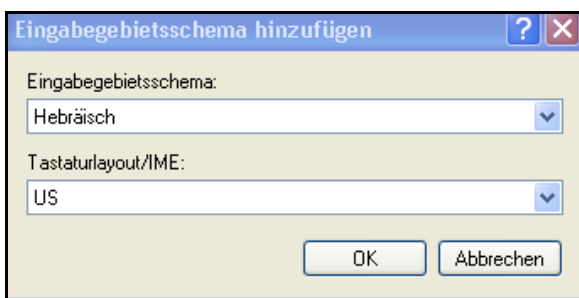 Eingabegebietsschema hinzufügen
Eingabegebietsschema:
Hebräisch
Tastaturlayout/IME:
US
OK Abbrechen